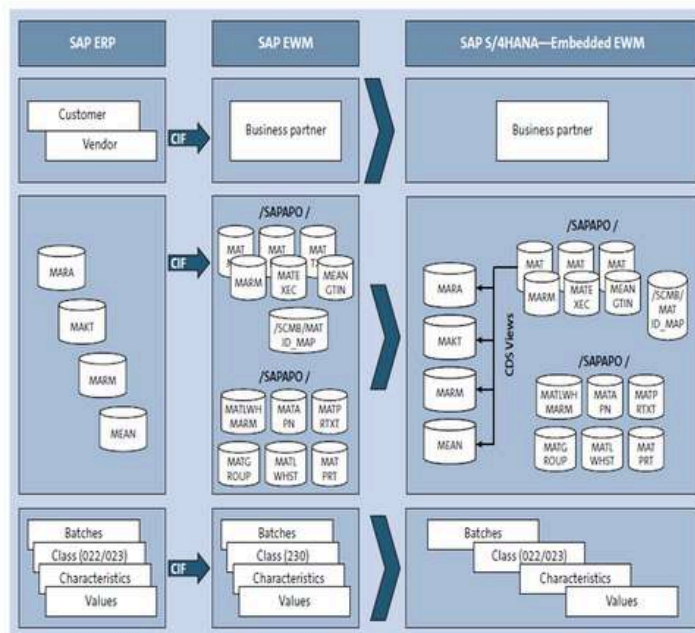 SAP ERP
SAP EWM
SAP S/4HANA—Embedded EWM
Customer
Vendor
CIF
Business partner
Business partner
MARA
MAKT
MARM
MEAN
CIF
/SAPAPO /
MAT
MAT
MAT
MARM
MATE
XEC
MEAN
GTIN
/SCMB/MAT
ID_MAP
/SAPAPO /
MATLWH
MARM
MATA
PN
MATP
RTXT
MATG
ROUP
MATL
WHST
MAT
PRT
MARA
MAKT
MARM
MEAN
CDS Views
/SAPAPO /
MAT
MAT
MAT
MARM
MATE
XEC
MEAN
GTIN
/SCMB/
MAT
ID_MAP
/SAPAPO /
MATLWH
MARM
MATA
PN
MATP
RTXT
MATG
ROUP
MATL
WHST
MAT
PRT
Batches
Class (022/023)
Characteristics
Values
CIF
Batches
Class (230)
Characteristics
Values
Batches
Class (022/023)
Characteristics
Values